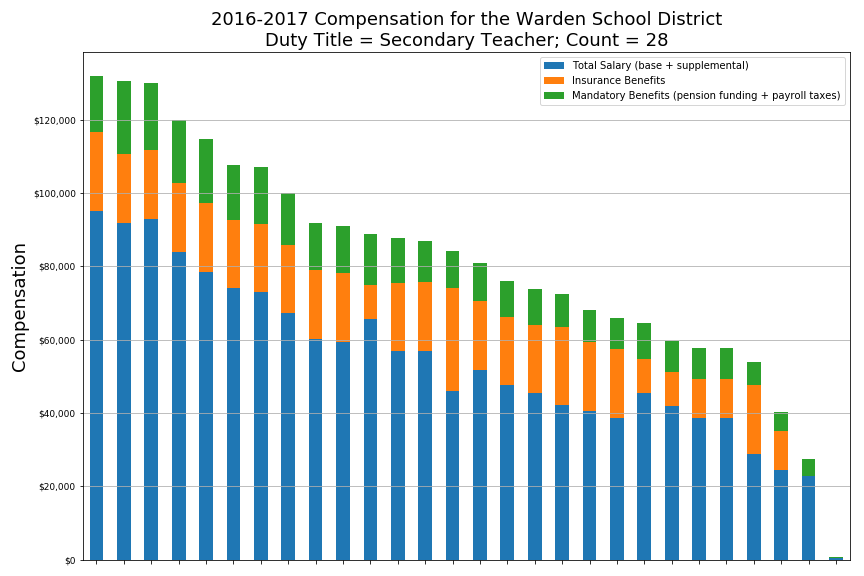 2016-2017 Compensation for the Warden School District
Duty Title = Secondary Teacher; Count = 28
Total Salary (base + supplemental)
Insurance Benefits
Mandatory Benefits (pension funding + payroll taxes)
$120,000
$100,000
$80,000
$60,000
$40,000
$20,000
$0
Compensation